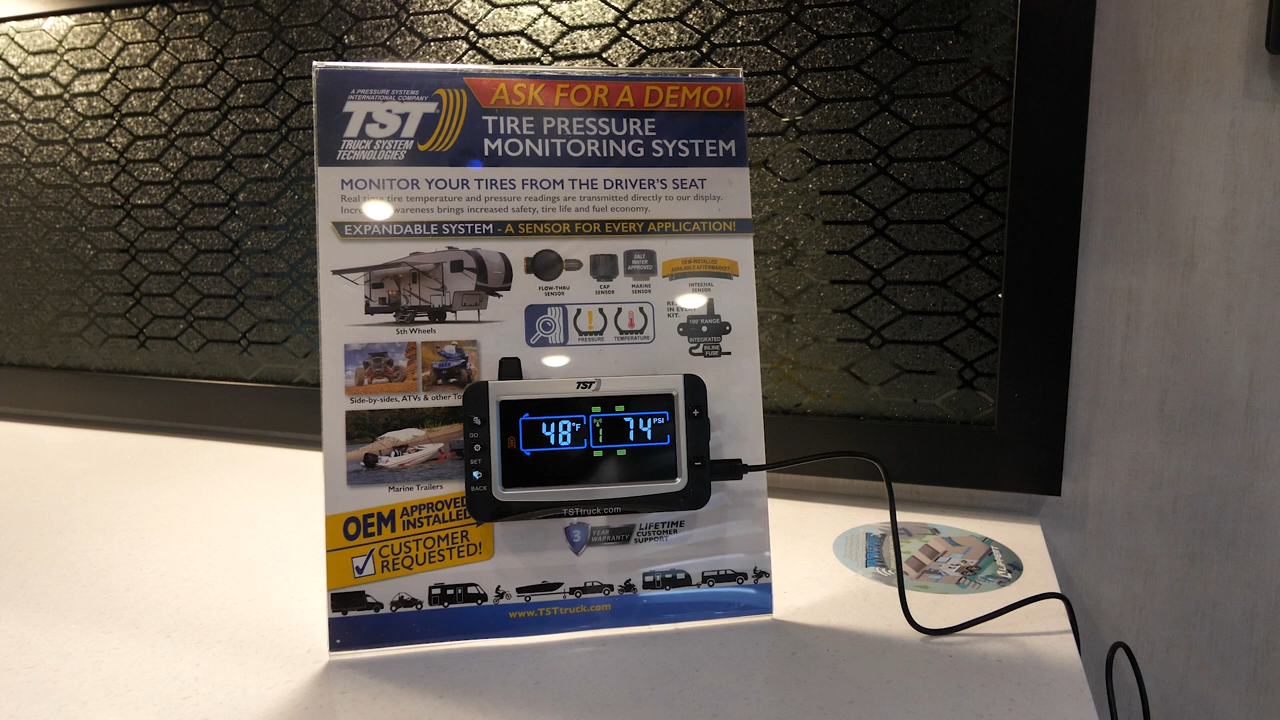 A PRESSURE SYSTEMS
INTERNATIONAL COMPANY
TST
TRUCK SYSTEM
TECHNOLOGIES
ASK FOR A DEMO!
TIRE PRESSURE
MONITORING SYSTEM
MONITOR YOUR TIRES FROM THE DRIVER'S SEAT
Real time tire temperature and pressure readings are transmitted directly to our display.
awareness brings increased safety, tire life and fuel economy.
EXPANDABLE SYSTEM - A SENSOR FOR EVERY APPLICATION!
5th Wheels
FLOW-THRU
SENSOR
CAP
SENSOR
SALT
WATER
APPROVED
MARINE
SENSOR
OEM-INSTALLED
AVAILABLE AFTERMARKET
INTERNAL
SENSOR
PRESSURE
TEMPERATURE
IN EVERY
KIT.
100' RANGE
INTEGRATED
INLINE
FUSE
Side-by-sides, ATVs & other
Marine Trailers
TST
GO
SET
BACK
48°F
74 PSI
+
-
TSTtruck.com
OEM APPROVED
INSTALLED
CUSTOMER
REQUESTED!
3 YEAR
WARRANTY
LIFETIME
CUSTOMER
SUPPORT
www.TSTtruck.com